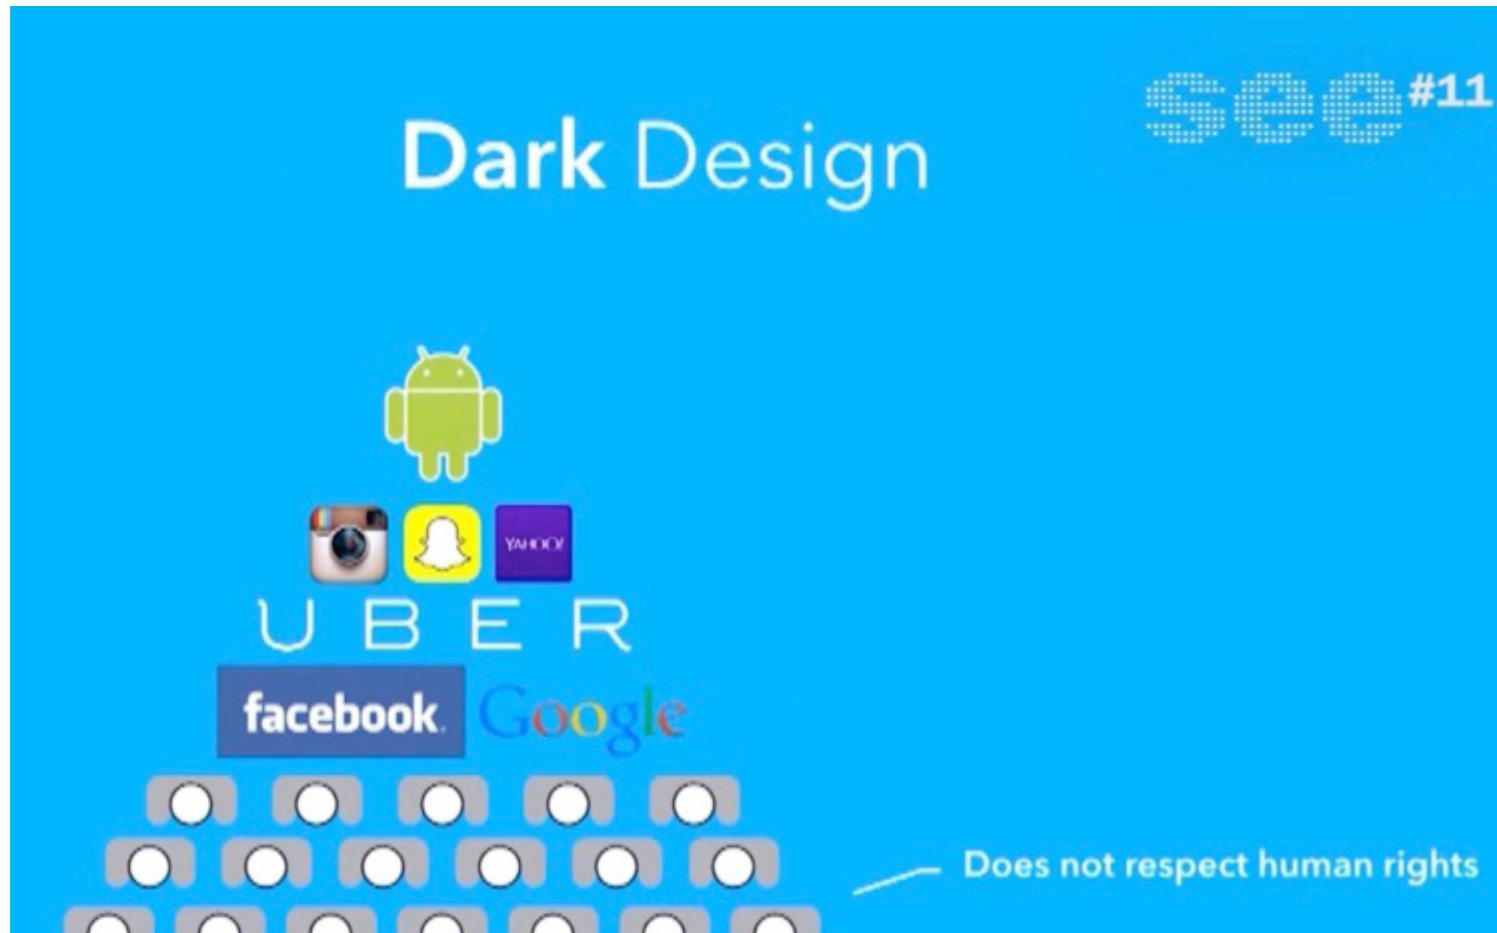 see #11
Dark Design
YAHOO!
UBER
facebook Google
Does not respect human rights